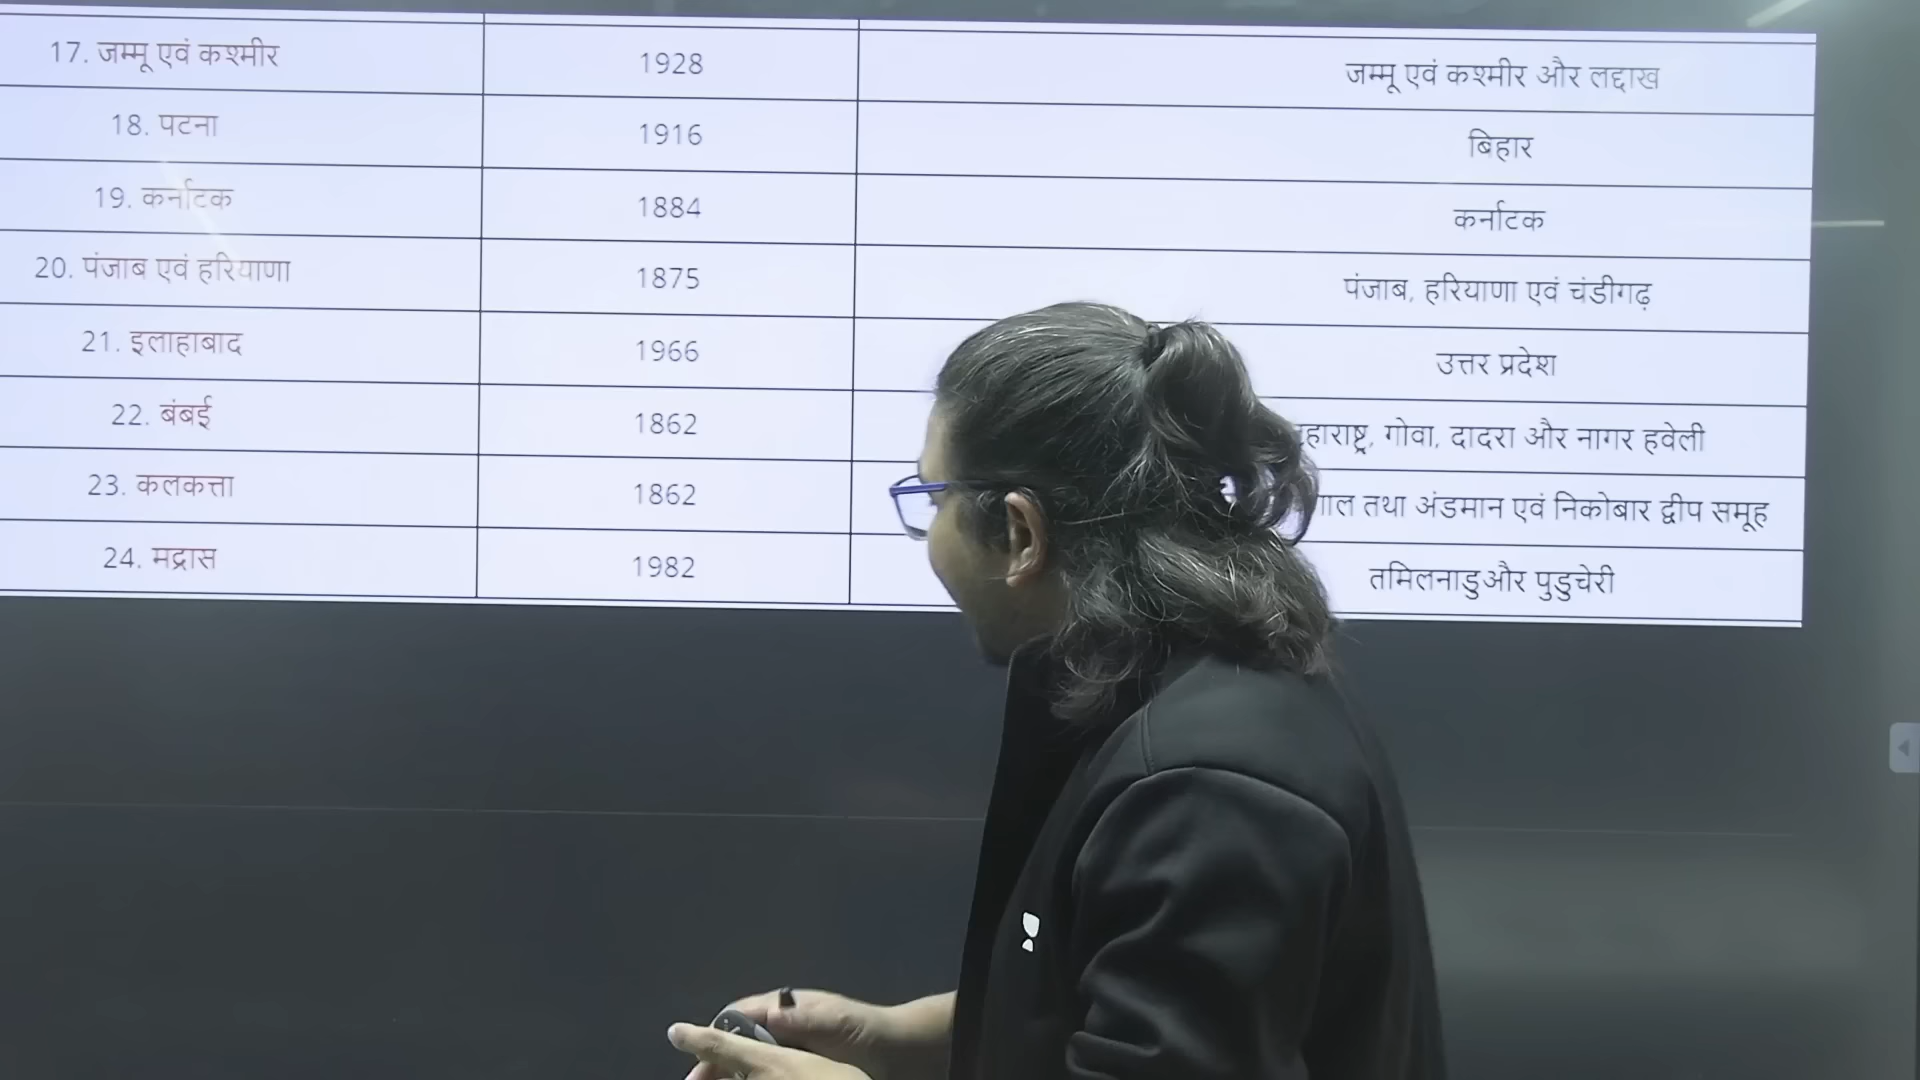 17. जम्मू एवं कश्मीर 1928 जम्मू एवं कश्मीर और लद्दाख
18. पटना 1916 बिहार
19. कर्नाटक 1884 कर्नाटक
20. पंजाब एवं हरियाणा 1875 पंजाब, हरियाणा एवं चंडीगढ़
21. इलाहाबाद 1966 उत्तर प्रदेश
22. बंबई 1862 गोवा, दादरा और नागर हवेली
23. कलकत्ता 1862 तथा अंडमान एवं निकोबार द्वीप समूह
24. मद्रास 1982 तमिलनाडुऔर पुडुचेरी